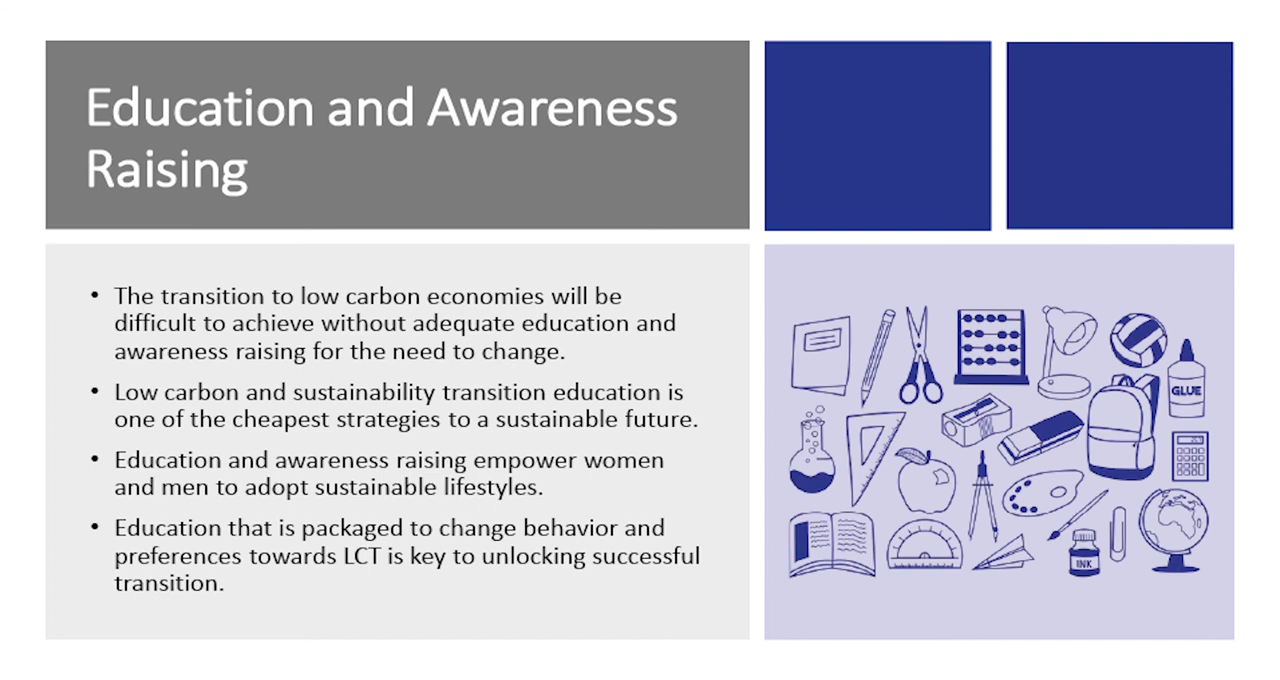 Education and Awareness
Raising
• The transition to low carbon economies will be
difficult to achieve without adequate education and
awareness raising for the need to change.
• Low carbon and sustainability transition education is
one of the cheapest strategies to a sustainable future.
• Education and awareness raising empower women
and men to adopt sustainable lifestyles.
• Education that is packaged to change behavior and
preferences towards LCT is key to unlocking successful
transition.
GLUE
INK